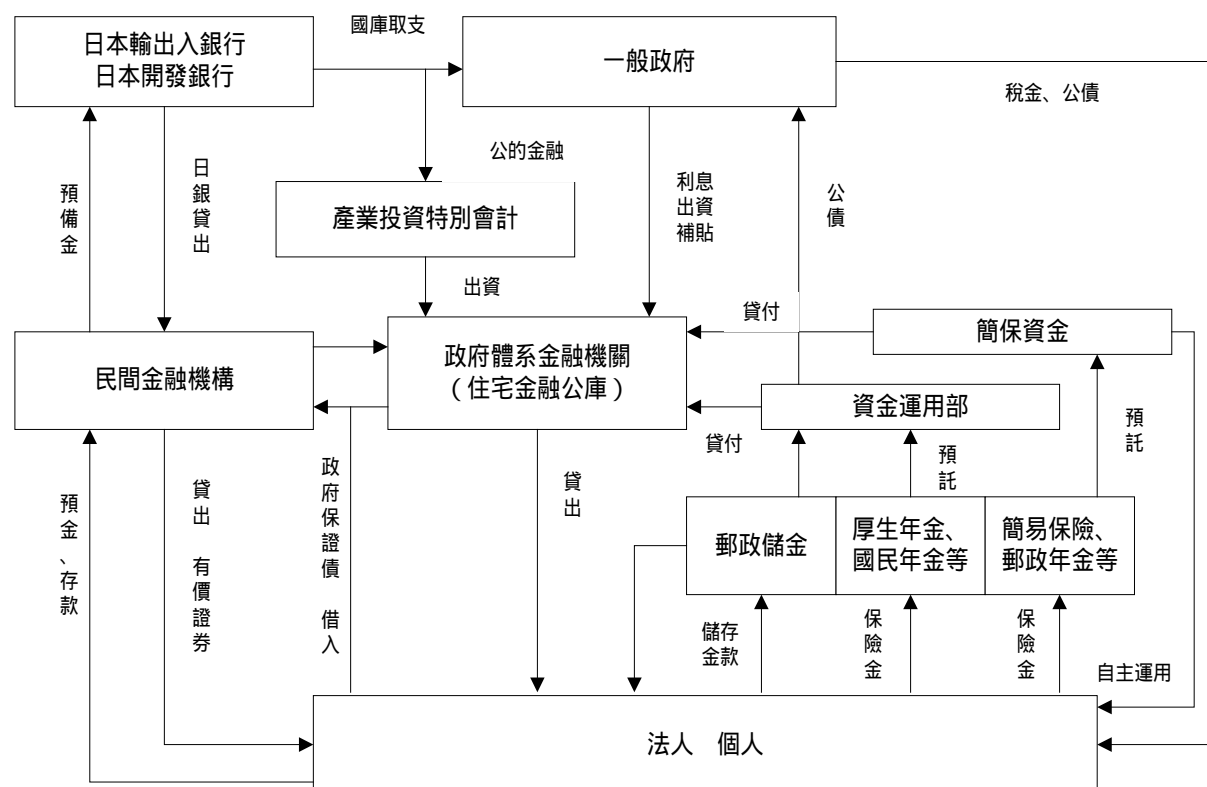 日本輸出入銀行
日本開發銀行
國庫取支
一般政府
稅金、公債
預備金
日銀貸出
公的金融
產業投資特別會計
利息
出資
補貼
公債
出資
貸付
簡保資金
民間金融機構
政府體系金融機關
（住宅金融公庫）
資金運用部
貸付
預託
預託
預金、存款
貸出 有價證券
政府保證債 借入
貸出
郵政儲金
厚生年金、
國民年金等
簡易保險、
郵政年金等
儲存
金款
保險金
保險金
自主運用
法人 個人